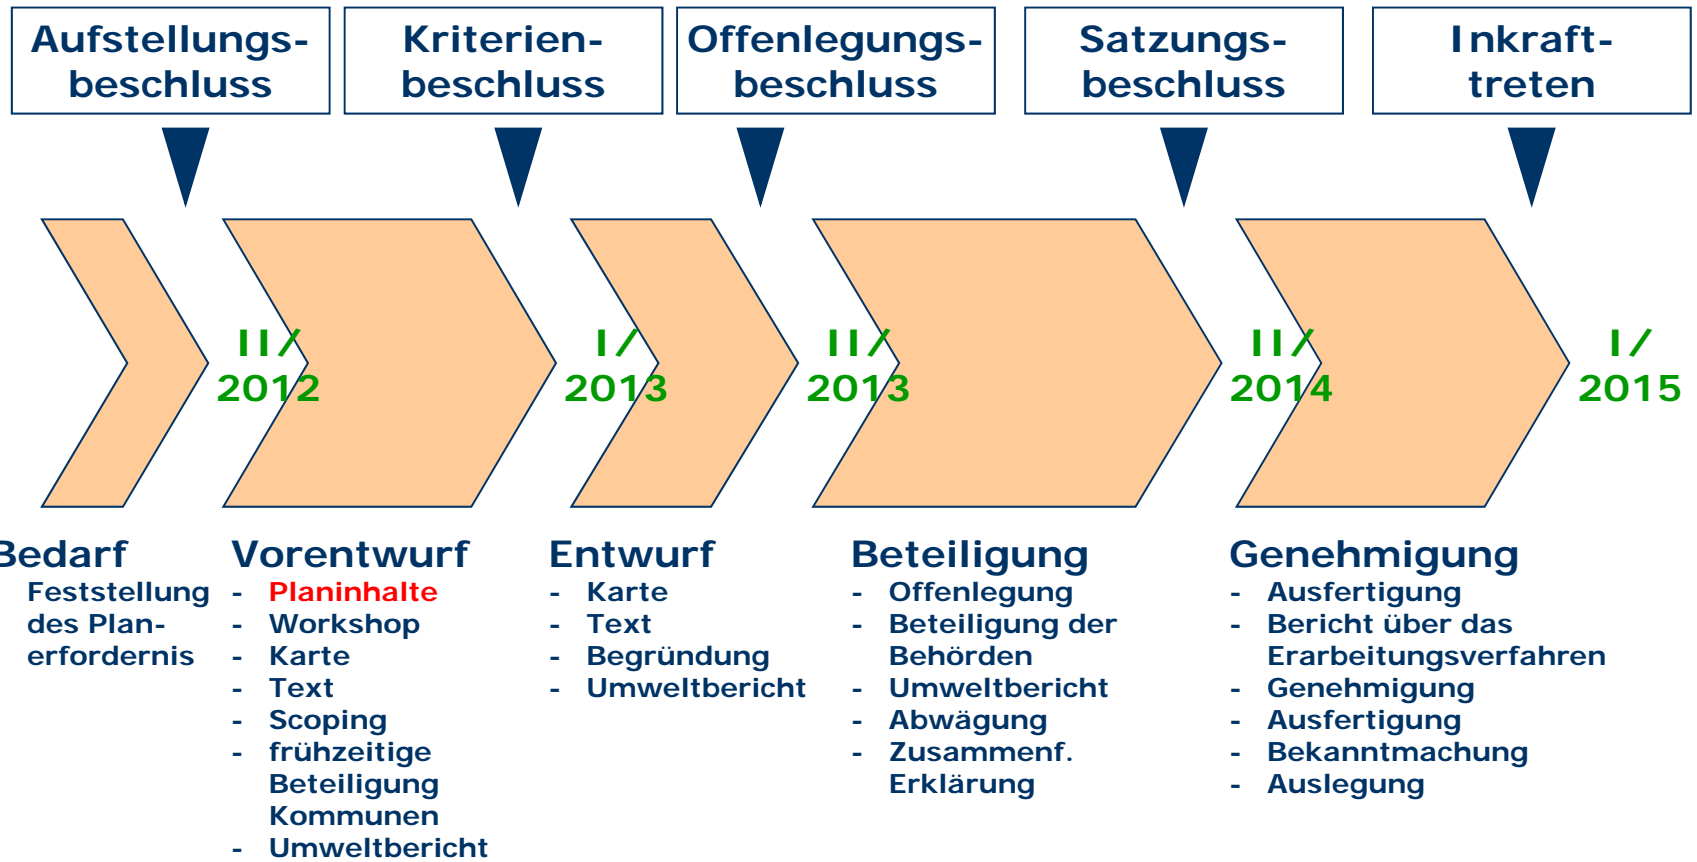 Aufstellungs-
beschluss
Kriterien-
beschluss
Offenlegungs-
beschluss
Satzungs-
beschluss
Inkraft-
treten
II/
2012
I/
2013
II/
2013
II/
2014
I/
2015
Bedarf
Feststellung
des Plan-
erfordernis
Vorentwurf
- Planinhalte
- Workshop
- Karte
- Text
- Scoping
- frühzeitige
Beteiligung
Kommunen
- Umweltbericht
Entwurf
- Karte
- Text
- Begründung
- Umweltbericht
Beteiligung
- Offenlegung
- Beteiligung der
Behörden
- Umweltbericht
- Abwägung
- Zusammenf.
Erklärung
Genehmigung
- Ausfertigung
- Bericht über das
Erarbeitungsverfahren
- Genehmigung
- Ausfertigung
- Bekanntmachung
- Auslegung